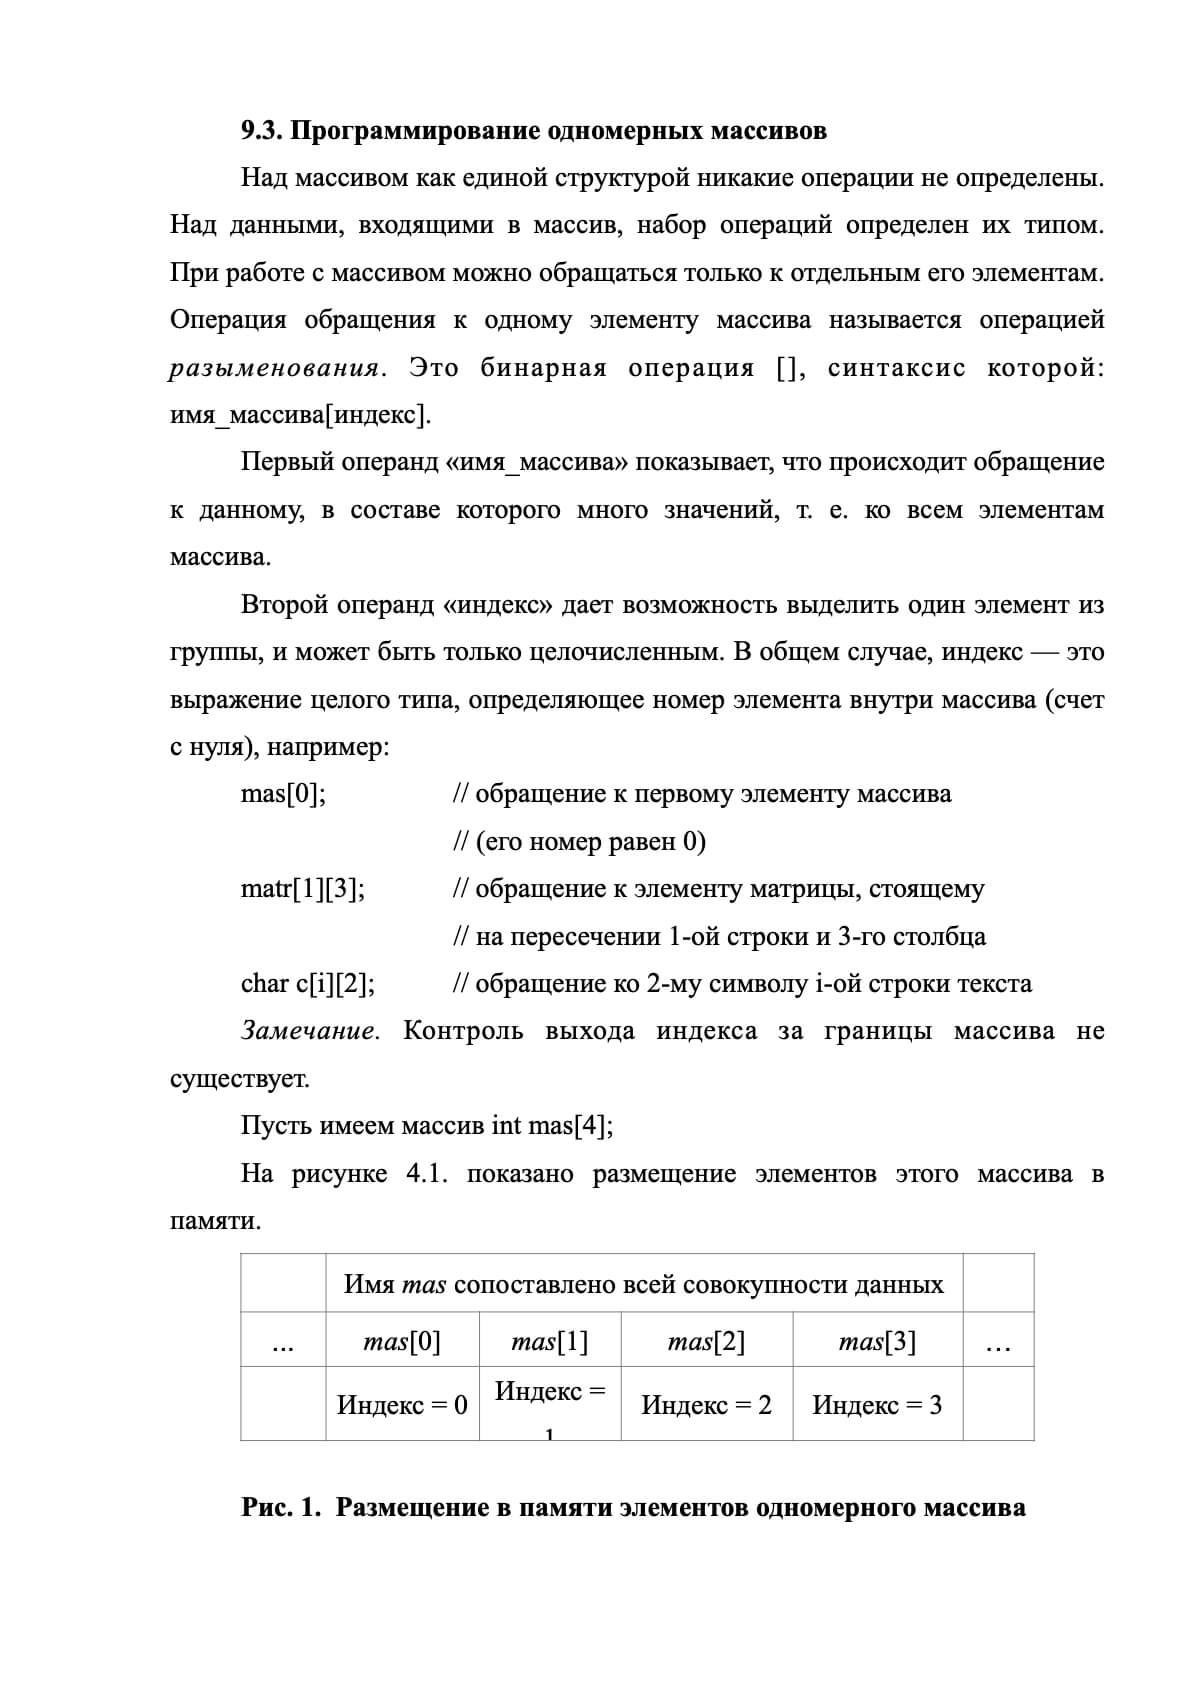 9.3. Программирование одномерных массивов
Над массивом как единой структурой никакие операции не определены.
Над данными, входящими в массив, набор операций определен их типом.
При работе с массивом можно обращаться только к отдельным его элементам.
Операция обращения к одному элементу массива называется операцией
разыменования. Это бинарная операция [], синтаксис которой:
имя_массива[индекс].
Первый операнд «имя_массива» показывает, что происходит обращение
к данному, в составе которого много значений, т. е. ко всем элементам
массива.
Второй операнд «индекс» дает возможность выделить один элемент из
группы, и может быть только целочисленным. В общем случае, индекс — это
выражение целого типа, определяющее номер элемента внутри массива (счет
с нуля), например:
mas[0]; // обращение к первому элементу массива
// (его номер равен 0)
matr[1][3]; // обращение к элементу матрицы, стоящему
// на пересечении 1-ой строки и 3-го столбца
char c[i][2]; // обращение ко 2-му символу i-ой строки текста
Замечание. Контроль выхода индекса за границы массива не
существует.
Пусть имеем массив int mas[4];
На рисунке 4.1. показано размещение элементов этого массива в
памяти.
Имя mas сопоставлено всей совокупности данных
... mas[0] mas[1] mas[2] mas[3] …
Индекс = 0 Индекс = 1 Индекс = 2 Индекс = 3
Рис. 1. Размещение в памяти элементов одномерного массива